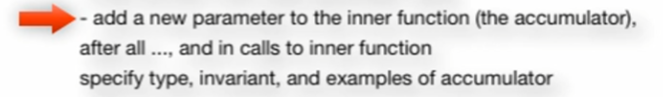 - add a new parameter to the inner function (the accumulator),
after all ..., and in calls to inner function
specify type, invariant, and examples of accumulator